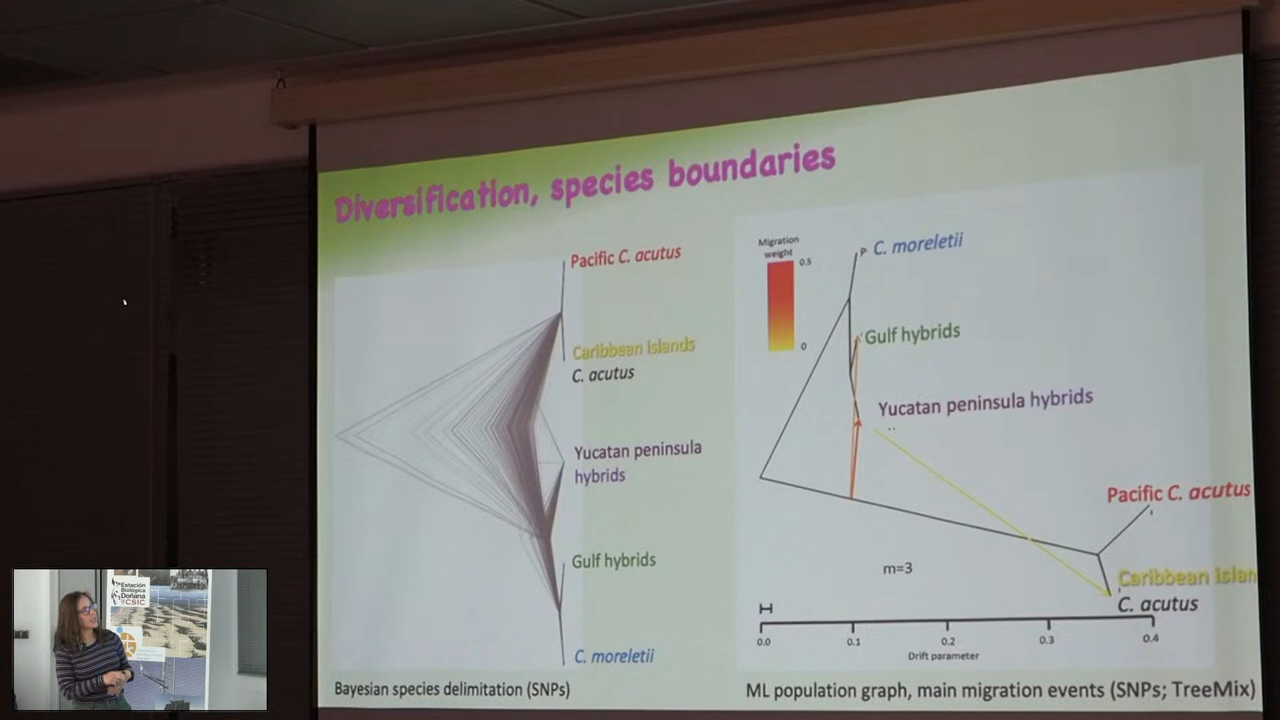 Diversification, species boundaries
Pacific C. acutus
Caribbean islands
C. acutus
Yucatan peninsula
hybrids
Gulf hybrids
C. moreletii
Bayesian species delimitation (SNPs)
Migration
weight
0.5
0
C. moreletii
Gulf hybrids
Yucatan peninsula hybrids
Pacific C. acutus
Caribbean islan
C. acutus
m=3
0.0
0.1
0.2
0.3
0.4
Drift parameter
ML population graph, main migration events (SNPs; TreeMix)
Estación
Biológica
Doñana
CSIC